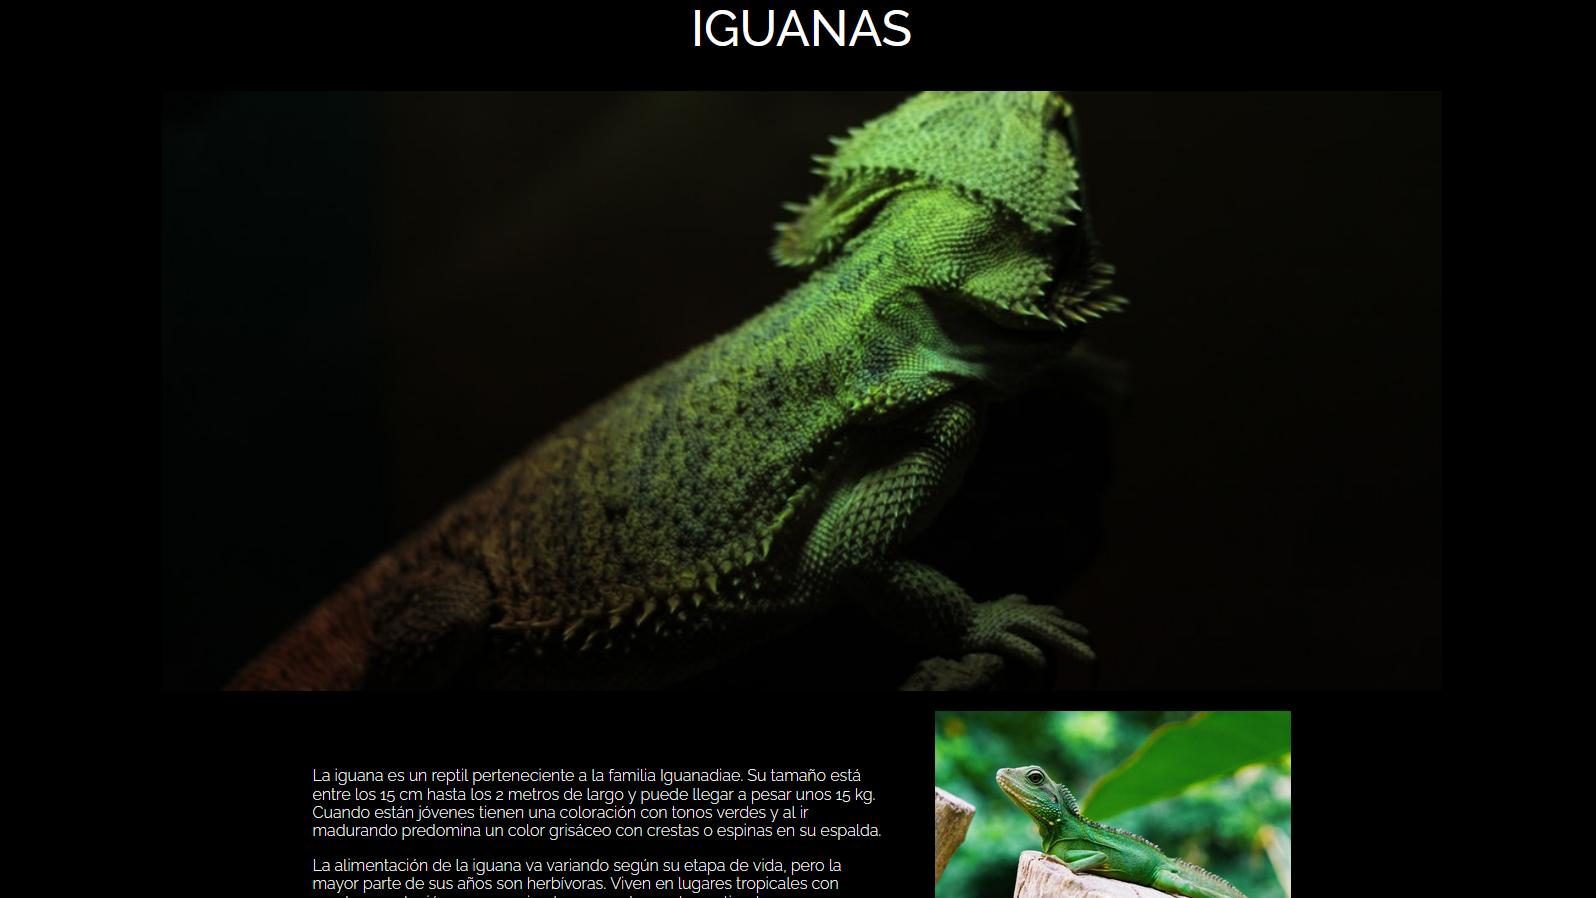 IGUANAS
La iguana es un reptil perteneciente a la familia Iguanadiae. Su tamaño está
entre los 15 cm hasta los 2 metros de largo y puede llegar a pesar unos 15 kg.
Cuando están jóvenes tienen una coloración con tonos verdes y al ir
madurando predomina un color grisáceo con crestas o espinas en su espalda.
La alimentación de la iguana va variando según su etapa de vida, pero la
mayor parte de sus años son herbívoras. Viven en lugares tropicales con